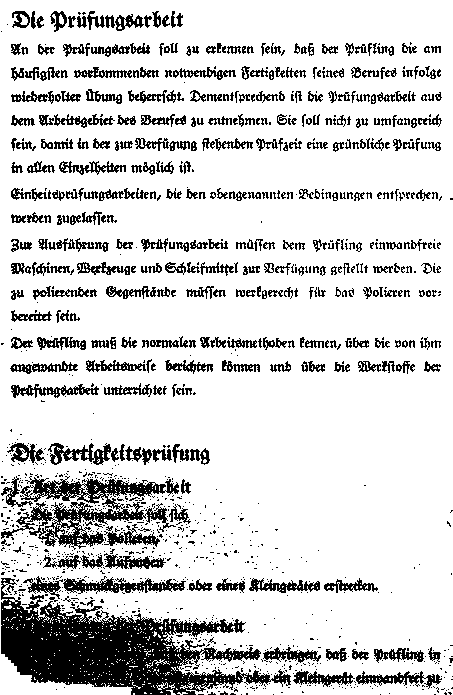 Die Prüfungsarbeit
An der Prüfungsarbeit soll zu erkennen sein, daß der Prüfling die am
häufigsten vorkommenden notwendigen Fertigkeiten seines Berufes infolge
wiederholter Übung beherrscht. Dementsprechend ist die Prüfungsarbeit aus
dem Arbeitsgebiet des Berufes zu entnehmen. Sie soll nicht zu umfangreich
sein, damit in der zur Verfügung stehenden Prüfzeit eine gründliche Prüfung
in allen Einzelheiten möglich ist.
Einheitsprüfungsarbeiten, die den obengenannten Bedingungen entsprechen,
werden zugelassen.
Zur Ausführung der Prüfungsarbeit müssen dem Prüfling einwandfreie
Maschinen, Werkzeuge und Schleifmittel zur Verfügung gestellt werden. Die
zu polierenden Gegenstände müssen werkgerecht für das Polieren vor-
bereitet sein.
Der Prüfling muß die normalen Arbeitsmethoden kennen, über die von ihm
angewandte Arbeitsweise berichten können und über die Werkstoffe der
Prüfungsarbeit unterrichtet sein.
Die Fertigkeitsprüfung
Art der Prüfungsarbeit
Die Prüfungsarbeit soll sich
1. auf das Polieren,
2. auf das
eines Schmuckgegenstandes oder eines Kleingerätes erstrecken.
Prüfungsarbeit
den Nachweis erbringen, daß der Prüfling in
oder ein Kleingerät einwandfrei zu